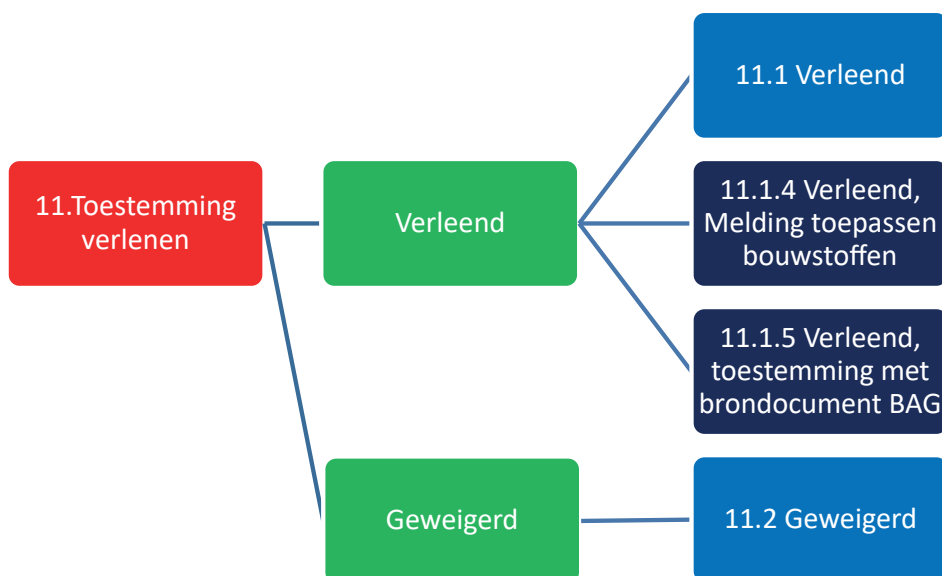 11.Toestemming
verlenen
Verleend
11.1 Verleend
11.1.4 Verleend,
Melding toepassen
bouwstoffen
11.1.5 Verleend,
toestemming met
brondocument BAG
Geweigerd
11.2 Geweigerd